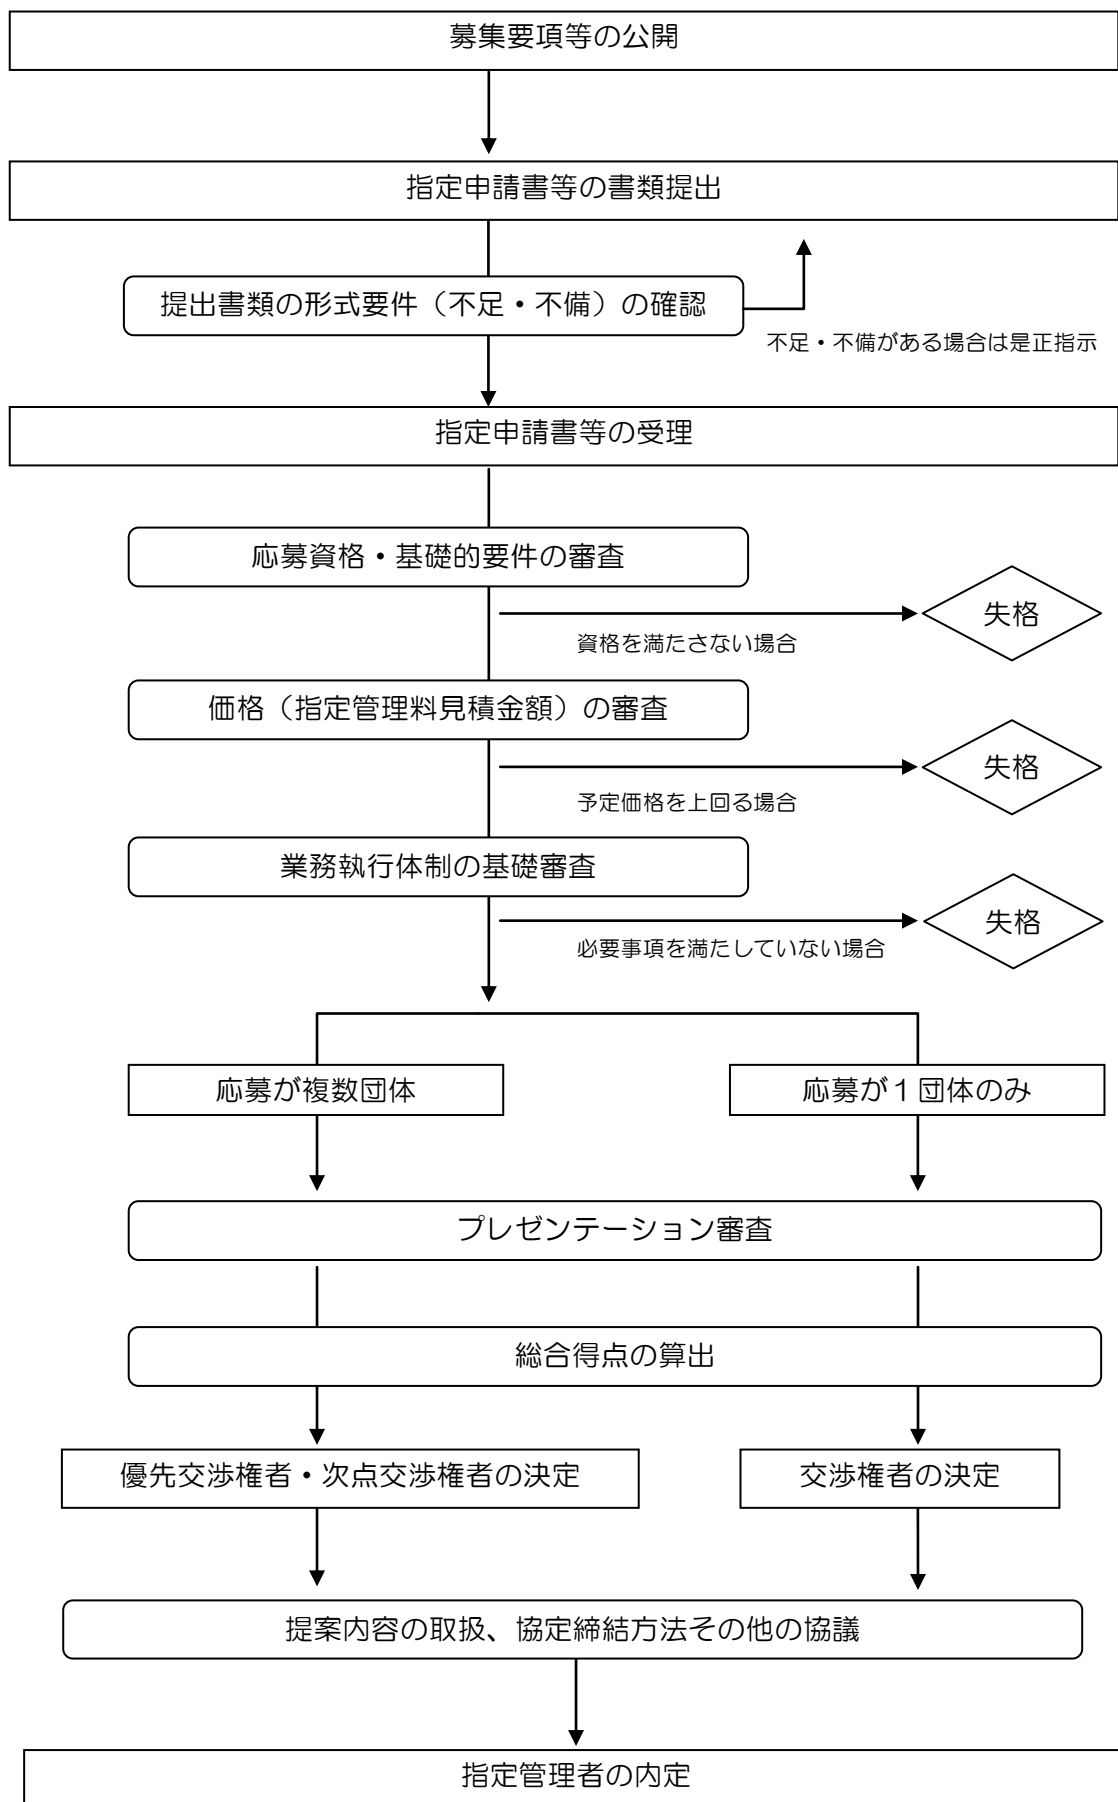 募集要項等の公開
指定申請書等の書類提出
提出書類の形式要件（不足・不備）の確認
不足・不備がある場合は是正指示
指定申請書等の受理
応募資格・基礎的要件の審査
失格
資格を満たさない場合
価格（指定管理料見積金額）の審査
失格
予定価格を上回る場合
業務執行体制の基礎審査
失格
必要事項を満たしていない場合
応募が複数団体
応募が１団体のみ
プレゼンテーション審査
総合得点の算出
優先交渉権者・次点交渉権者の決定
交渉権者の決定
提案内容の取扱、協定締結方法その他の協議
指定管理者の内定